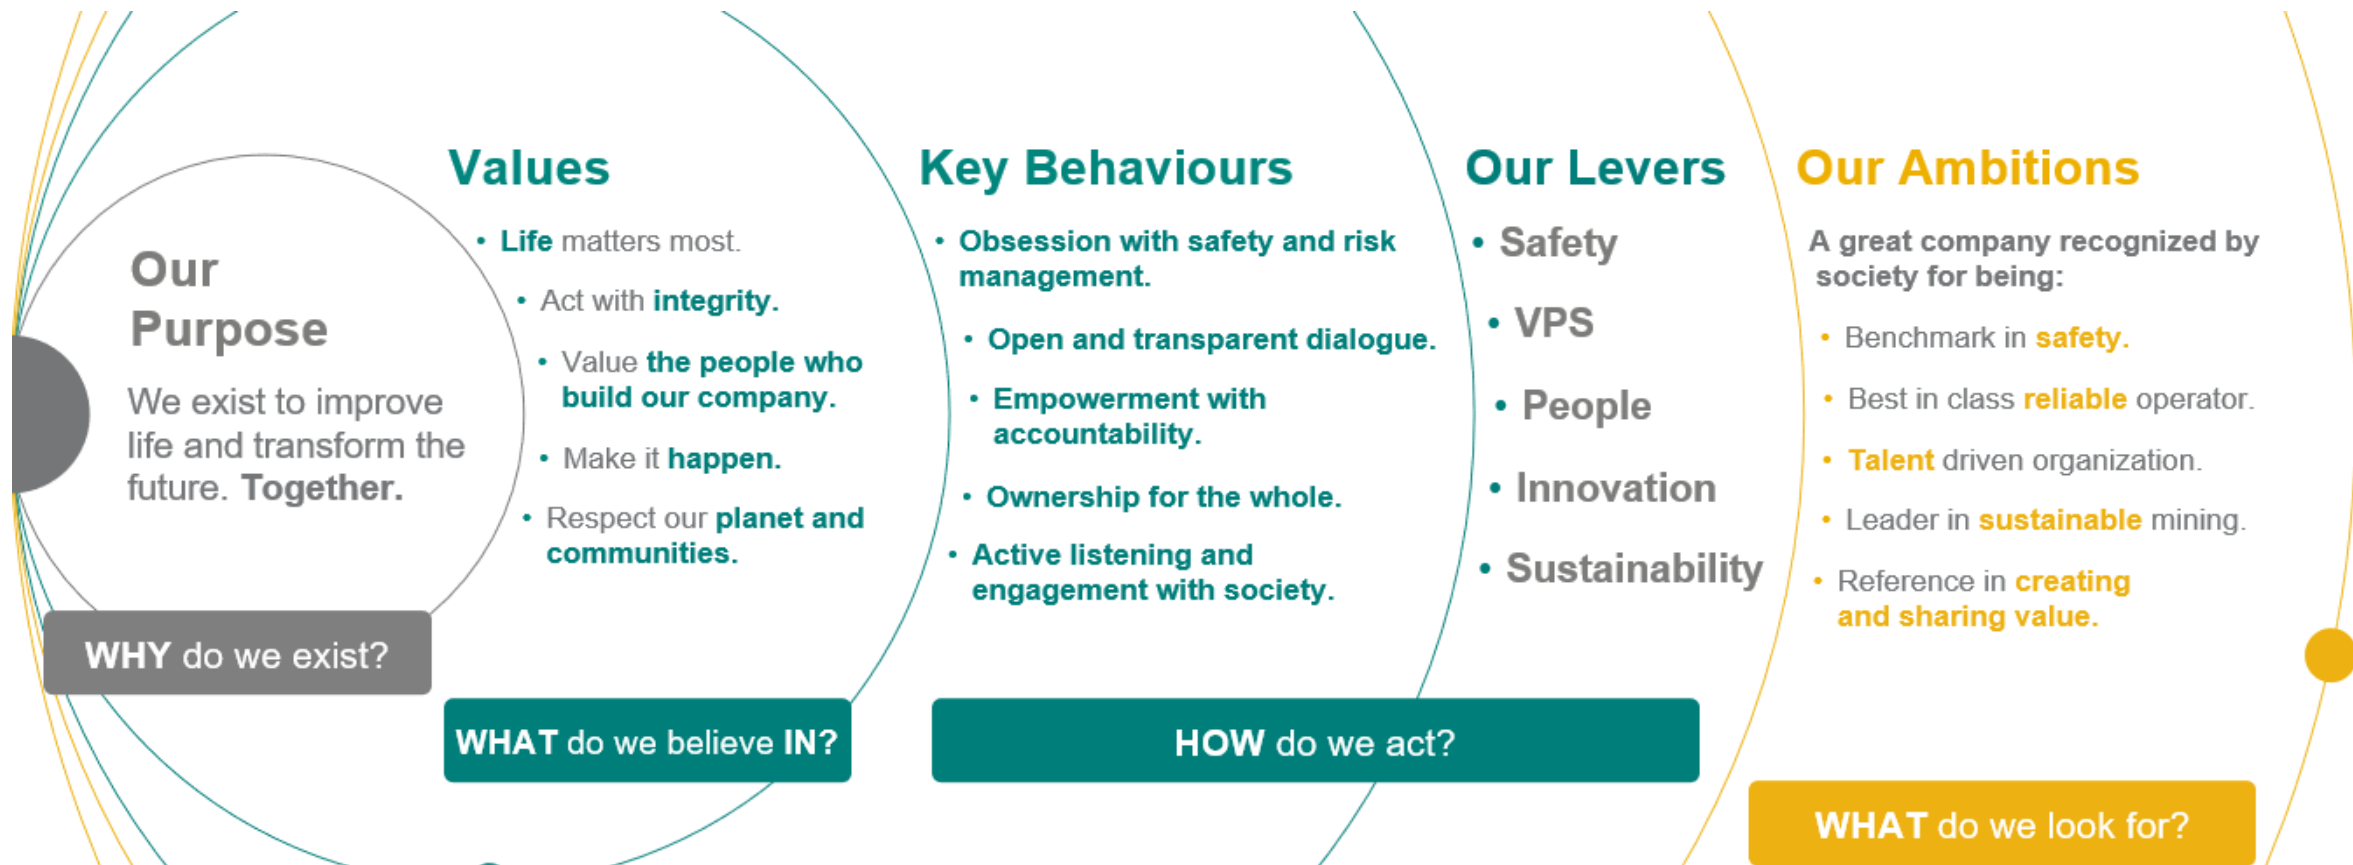 Our
Purpose
We exist to improve
life and transform the
future. Together.
WHY do we exist?
Values
• Life matters most.
• Act with integrity.
• Value the people who
build our company.
• Make it happen.
• Respect our planet and
communities.
WHAT do we believe IN?
Key Behaviours
• Obsession with safety and risk
management.
• Open and transparent dialogue.
• Empowerment with
accountability.
• Ownership for the whole.
• Active listening and
engagement with society.
Our Levers
• Safety
• VPS
• People
• Innovation
• Sustainability
HOW do we act?
Our Ambitions
A great company recognized by
society for being:
• Benchmark in safety.
• Best in class reliable operator.
• Talent driven organization.
• Leader in sustainable mining.
• Reference in creating
and sharing value.
WHAT do we look for?